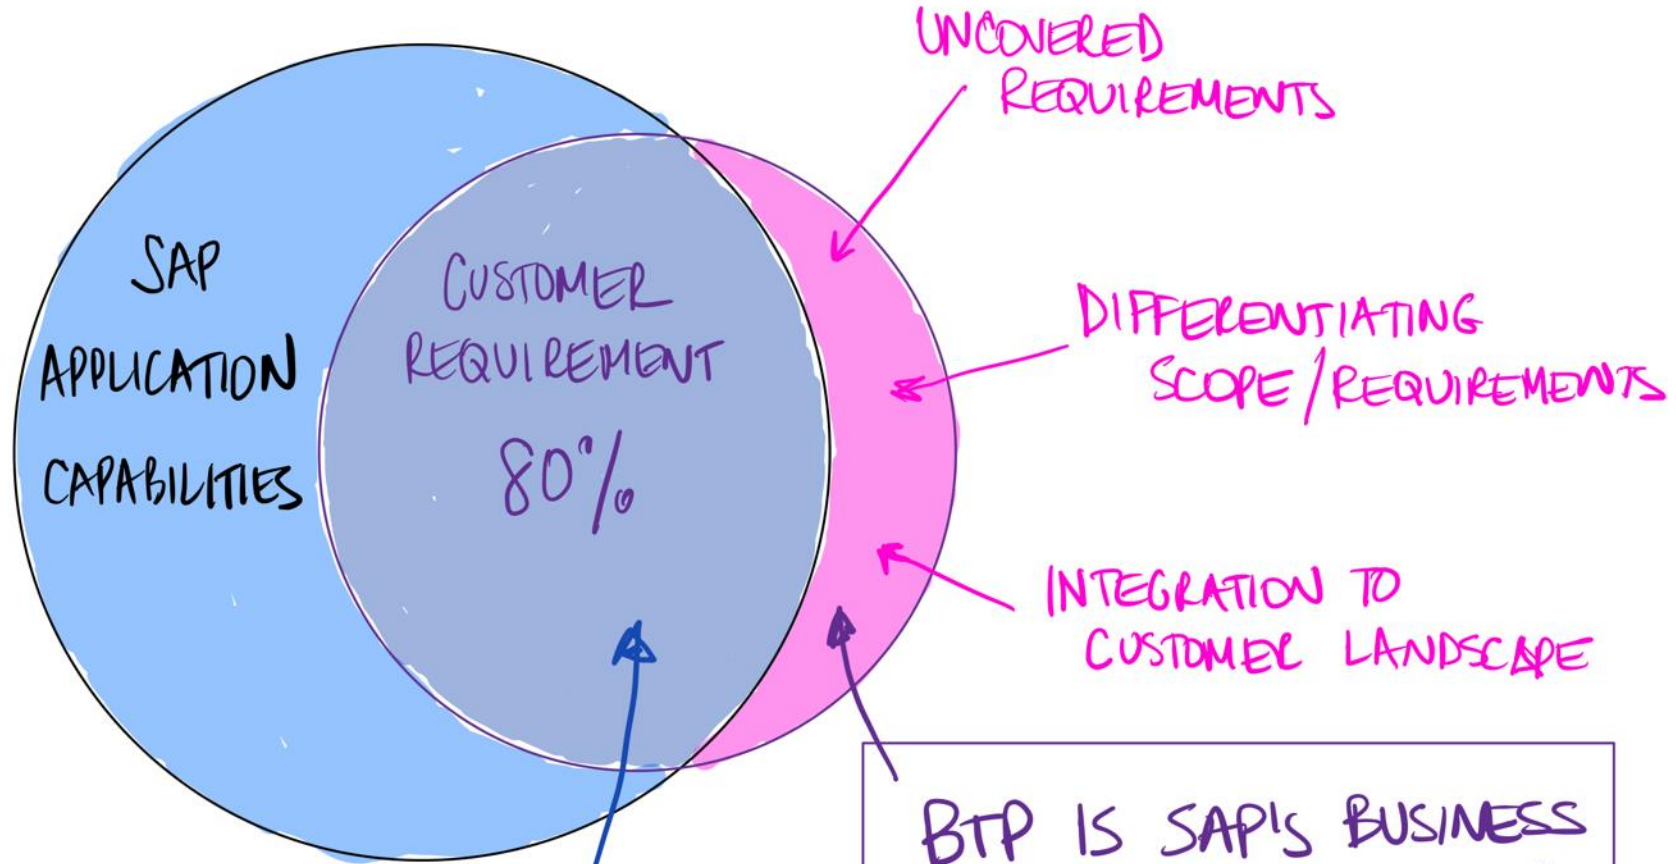 UNCOVERED
REQUIREMENTS
SAP
APPLICATION
CAPABILITIES
CUSTOMER
REQUIREMENT
80%
DIFFERENTIATING
SCOPE/REQUIREMENTS
INTEGRATION TO
CUSTOMER LANDSCAPE
BTP IS SAP'S BUSINESS